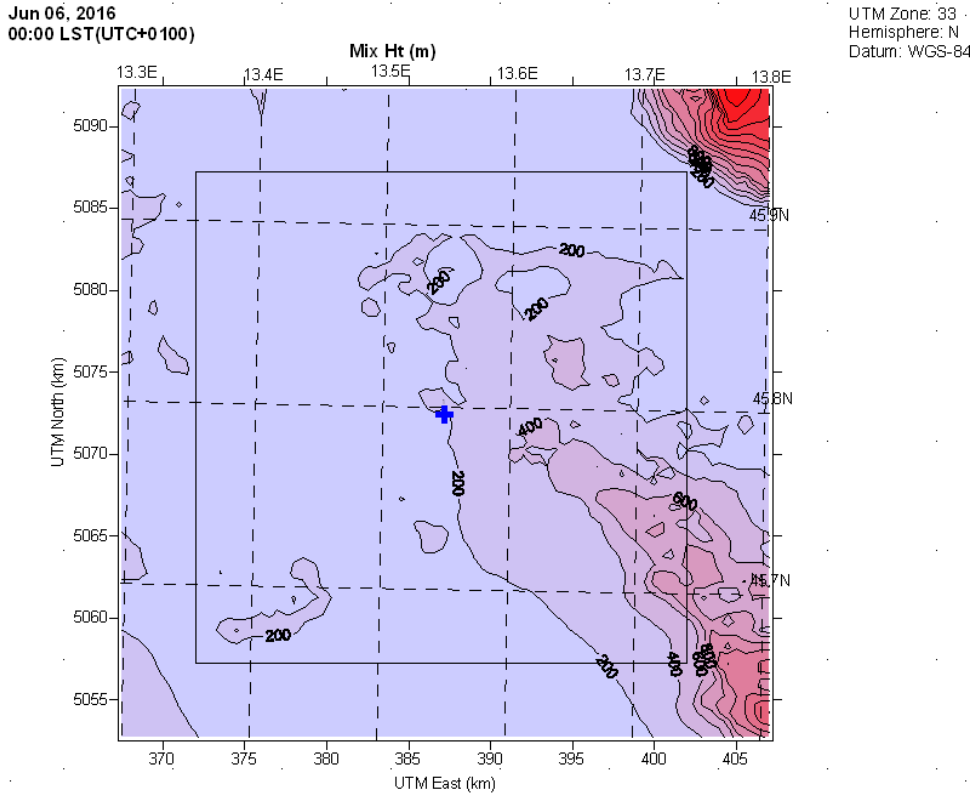 Jun 06, 2016
00:00 LST(UTC+0100)
UTM Zone: 33
Hemisphere: N
Datum: WGS-84
Mix Ht (m)
13.3E 13.4E 13.5E 13.6E 13.7E 13.8E
5090
5085
5080
5075
5070
5065
5060
5055
UTM North (km)
45.9N
45.8N
45.7N
200
200
200
200
400
200
600
200
200
400
600
800
200
370 375 380 385 390 395 400 405
UTM East (km)